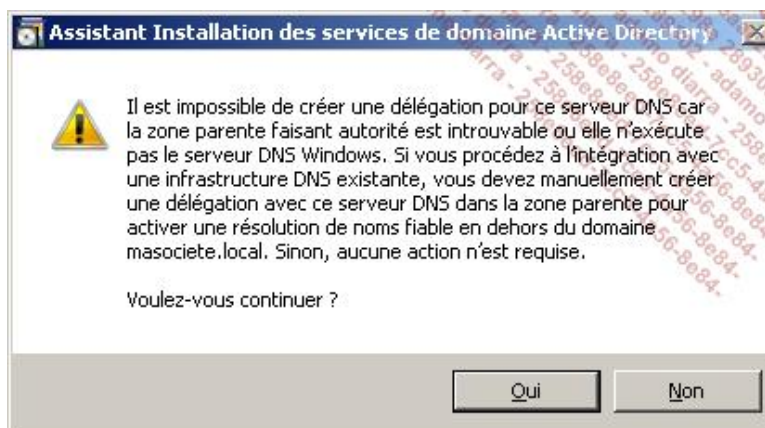 Assistant Installation des services de domaine Active Directory
Il est impossible de créer une délégation pour ce serveur DNS car
la zone parente faisant autorité est introuvable ou elle n'exécute
pas le serveur DNS Windows. Si vous procédez à l'intégration avec
une infrastructure DNS existante, vous devez manuellement créer
une délégation avec ce serveur DNS dans la zone parente pour
activer une résolution de noms fiable en dehors du domaine
masociete.local. Sinon, aucune action n'est requise.
Voulez-vous continuer ?
Oui
Non